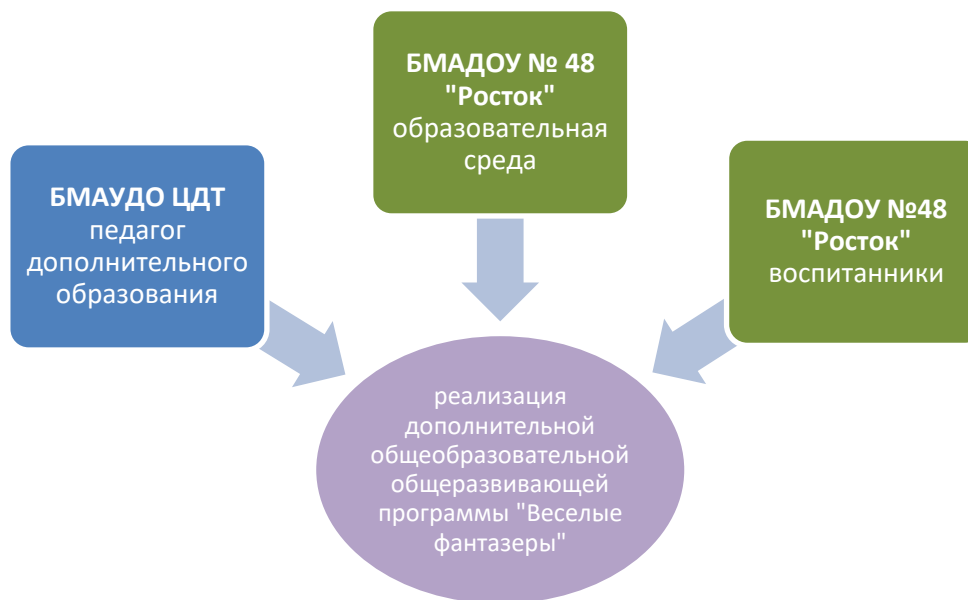 БМАУДО ЦДТ
педагог
дополнительного
образования
БМАДОУ № 48
"Росток"
образовательная
среда
БМАДОУ №48
"Росток"
воспитанники
реализация
дополнительной
общеобразовательной
общеразвивающей
программы "Веселые
фантазеры"